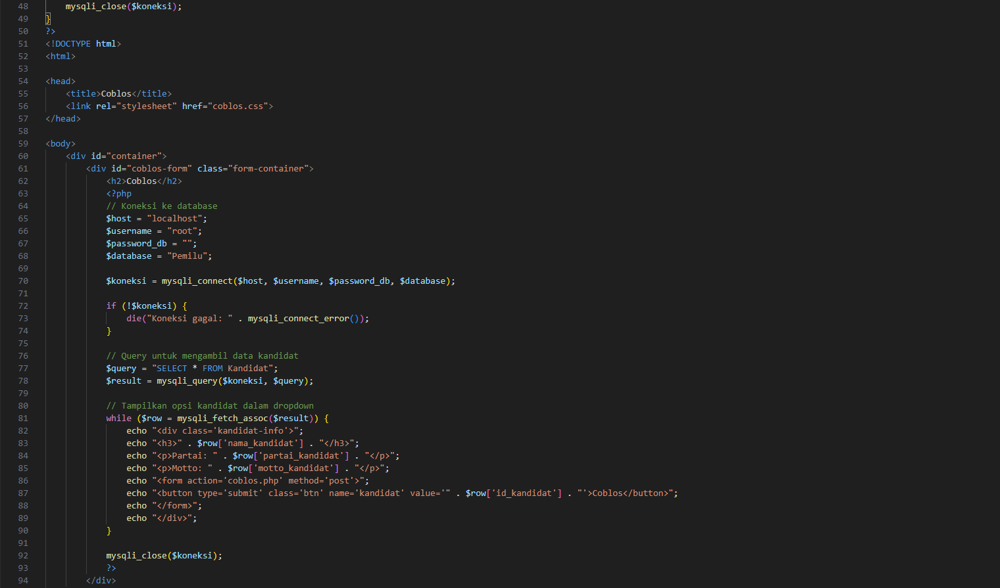 48 mysqli_close($koneksi);
49 }
50 ?>
51 <!DOCTYPE html>
52 <html>
53
54 <head>
55 <title>Coblos</title>
56 <link rel="stylesheet" href="coblos.css">
57 </head>
58
59 <body>
60 <div id="container">
61 <div id="coblos-form" class="form-container">
62 <h2>Coblos</h2>
63 <?php
64 // Koneksi ke database
65 $host = "localhost";
66 $username = "root";
67 $password_db = "";
68 $database = "Pemilu";
69
70 $koneksi = mysqli_connect($host, $username, $password_db, $database);
71
72 if (!$koneksi) {
73 die("Koneksi gagal: " . mysqli_connect_error());
74 }
75
76 // Query untuk mengambil data kandidat
77 $query = "SELECT * FROM Kandidat";
78 $result = mysqli_query($koneksi, $query);
79
80 // Tampilkan opsi kandidat dalam dropdown
81 while ($row = mysqli_fetch_assoc($result)) {
82 echo "<div class='kandidat-info'>";
83 echo "<h3>" . $row['nama_kandidat'] . "</h3>";
84 echo "<p>Partai: " . $row['partai_kandidat'] . "</p>";
85 echo "<p>Motto: " . $row['motto_kandidat'] . "</p>";
86 echo "<form action='coblos.php' method='post'>";
87 echo "<button type='submit' class='btn' name='kandidat' value='" . $row['id_kandidat'] . "'>Coblos</button>";
88 echo "</form>";
89 echo "</div>";
90 }
91
92 mysqli_close($koneksi);
93 ?>
94 </div>